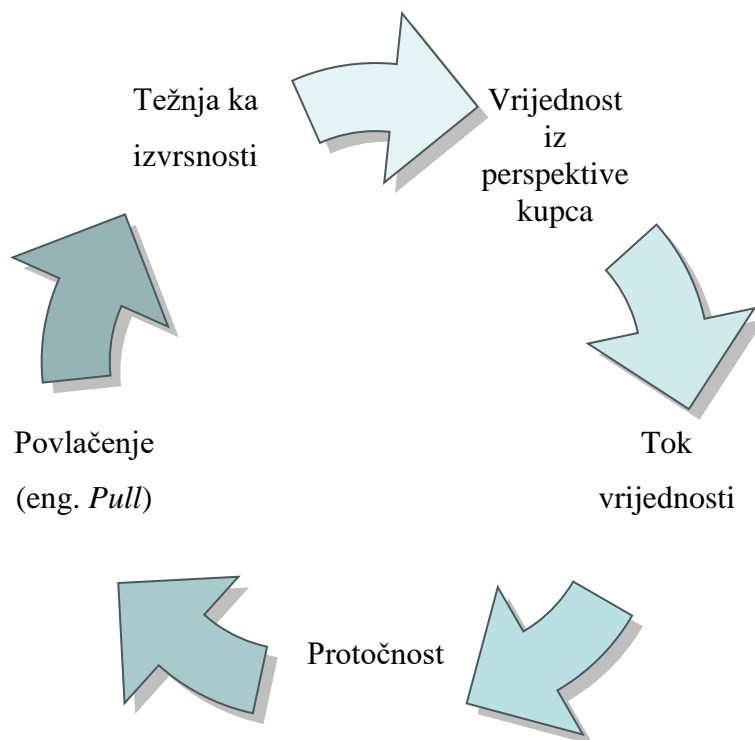 Težnja ka
izvrsnosti
Vrijednost
iz
perspektive
kupca
Tok
vrijednosti
Protočnost
Povlačenje
(eng. Pull)